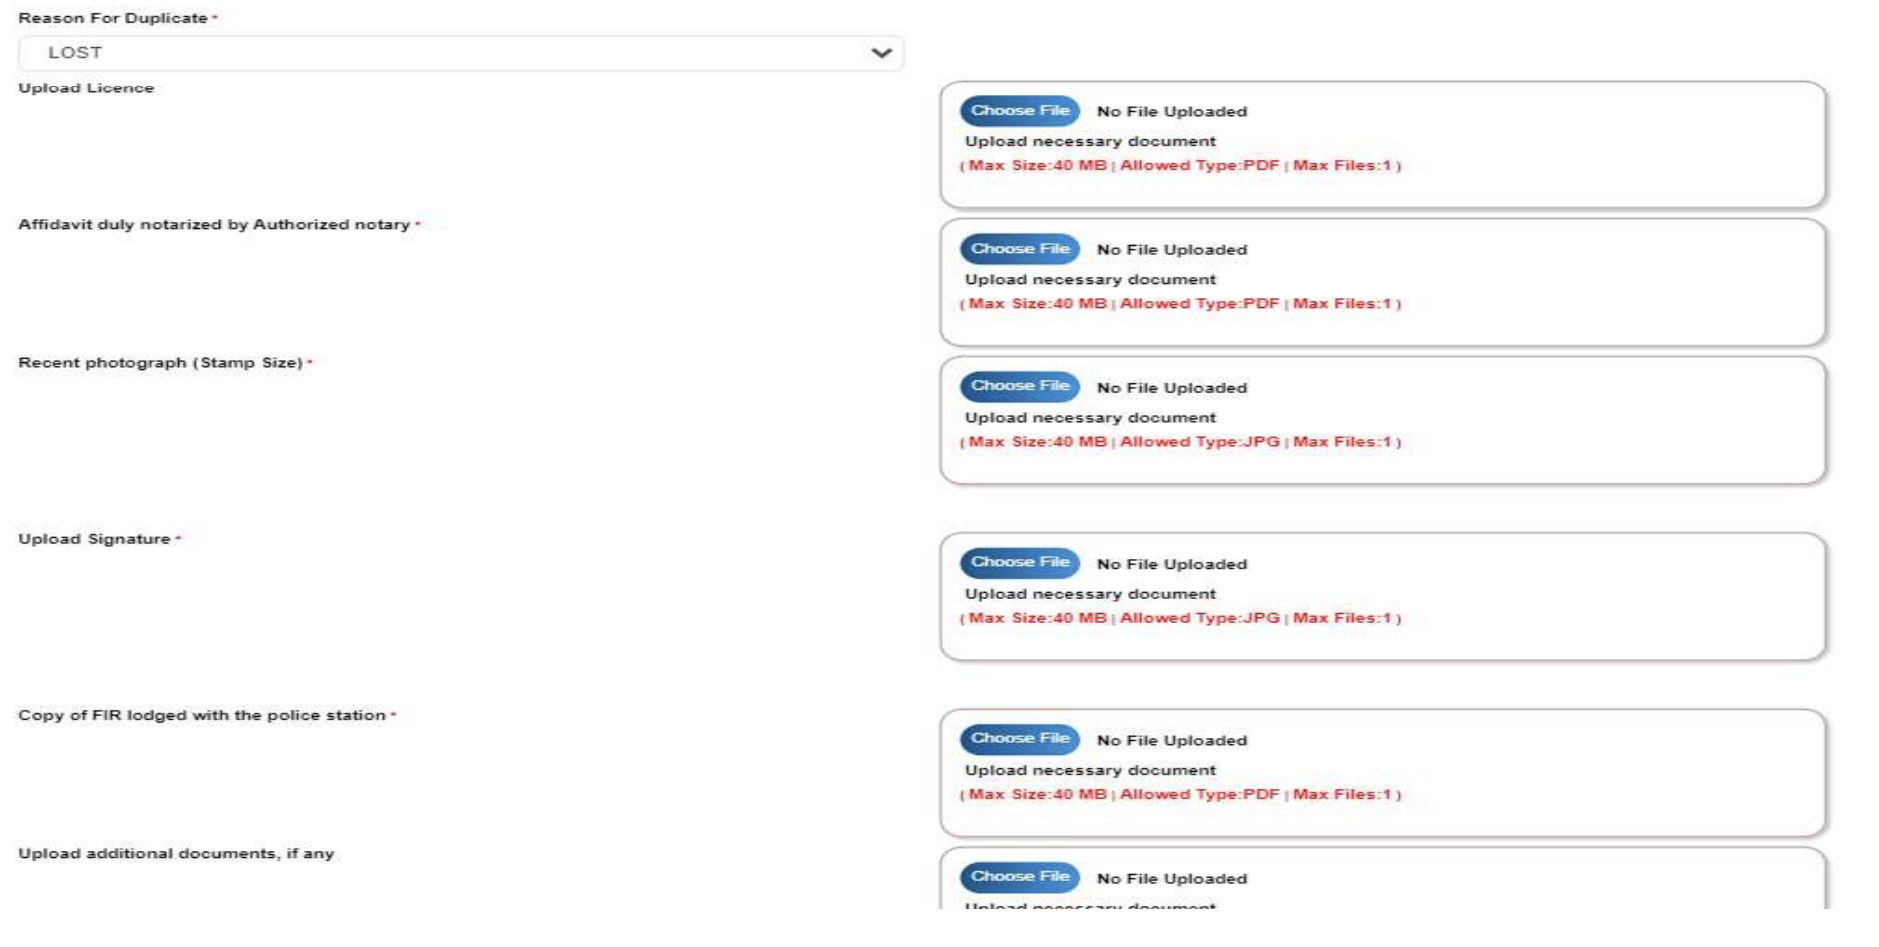 Reason For Duplicate *
LOST
Upload Licence
Choose File No File Uploaded
Upload necessary document
( Max Size:40 MB | Allowed Type:PDF | Max Files:1 )
Affidavit duly notarized by Authorized notary *
Choose File No File Uploaded
Upload necessary document
( Max Size:40 MB | Allowed Type:PDF | Max Files:1 )
Recent photograph (Stamp Size) *
Choose File No File Uploaded
Upload necessary document
( Max Size:40 MB | Allowed Type:JPG | Max Files:1 )
Upload Signature *
Choose File No File Uploaded
Upload necessary document
( Max Size:40 MB | Allowed Type:JPG | Max Files:1 )
Copy of FIR lodged with the police station *
Choose File No File Uploaded
Upload necessary document
( Max Size:40 MB | Allowed Type:PDF | Max Files:1 )
Upload additional documents, if any
Choose File No File Uploaded
Upload necessary document